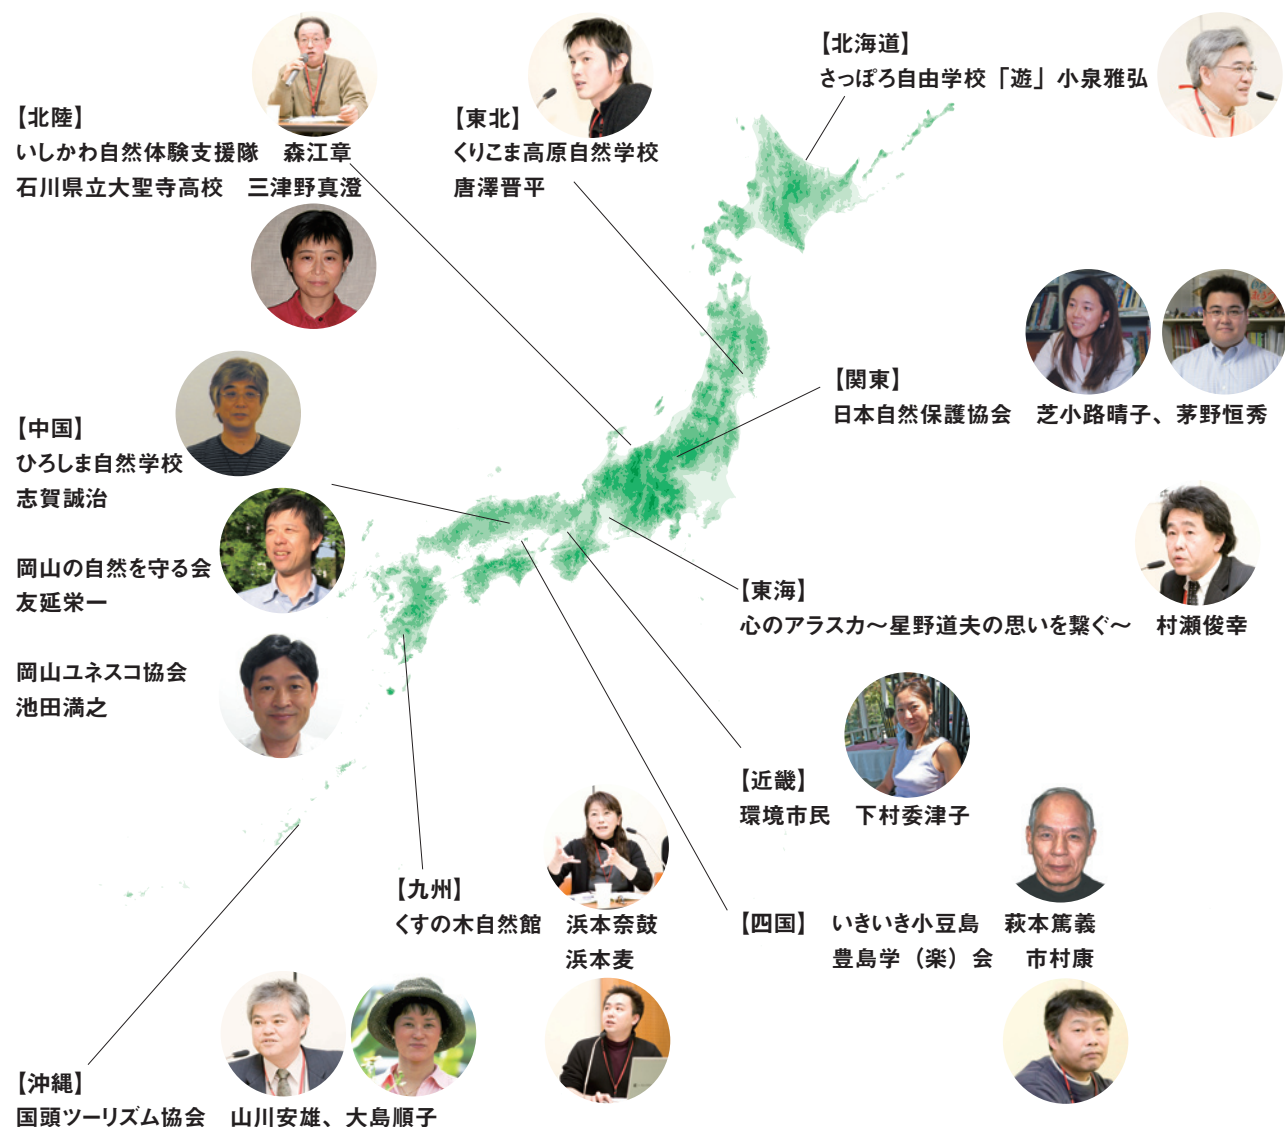 【北海道】
さっぽろ自由学校「遊」 小泉雅弘
【北陸】
いしかわ自然体験支援隊　森江章
石川県立大聖寺高校　三津野真澄
【東北】
くりこま高原自然学校
唐澤晋平
【関東】
日本自然保護協会　芝小路晴子、茅野恒秀
【中国】
ひろしま自然学校
志賀誠治
岡山の自然を守る会
友延栄一
岡山ユネスコ協会
池田満之
【東海】
心のアラスカ～星野道夫の思いを繋ぐ～　村瀬俊幸
【近畿】
環境市民　下村委津子
【九州】
くすの木自然館　浜本奈鼓
浜本麦
【四国】　いきいき小豆島　萩本篤義
豊島学（楽）会　市村康
【沖縄】
国頭ツーリズム協会　山川安雄、大島順子